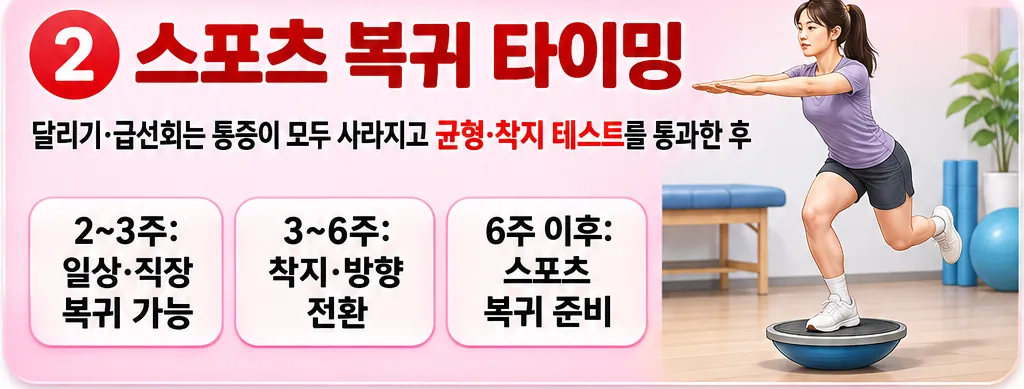 2 스포츠 복귀 타이밍
달리기·급선회는 통증이 모두 사라지고 균형·착지 테스트를 통과한 후
2~3주:
일상·직장
복귀 가능
3~6주:
착지·방향
전환
6주 이후:
스포츠
복귀 준비